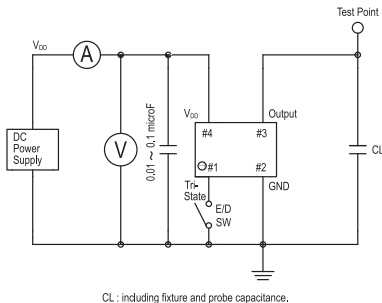 Test Point
VDD
A
DC
Power
Supply
V
0.01 ~ 0.1 microF
VDD
Output
#4
#3
#1
#2
Tri-
State
GND
E/D
SW
CL
CL : including fixture and probe capacitance.